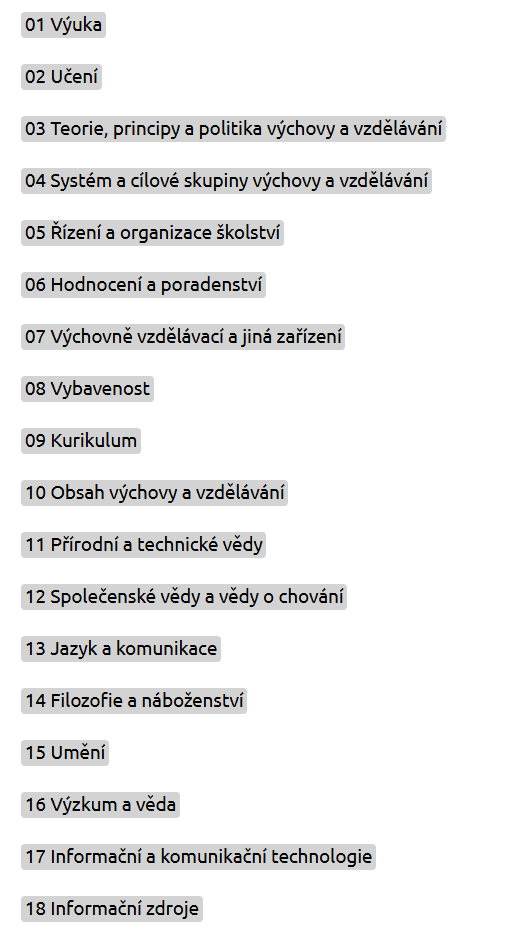 01 Výuka
02 Učení
03 Teorie, principy a politika výchovy a vzdělávání
04 Systém a cílové skupiny výchovy a vzdělávání
05 Řízení a organizace školství
06 Hodnocení a poradenství
07 Výchovně vzdělávací a jiná zařízení
08 Vybavenost
09 Kurikulum
10 Obsah výchovy a vzdělávání
11 Přírodní a technické vědy
12 Společenské vědy a vědy o chování
13 Jazyk a komunikace
14 Filozofie a náboženství
15 Umění
16 Výzkum a věda
17 Informační a komunikační technologie
18 Informační zdroje